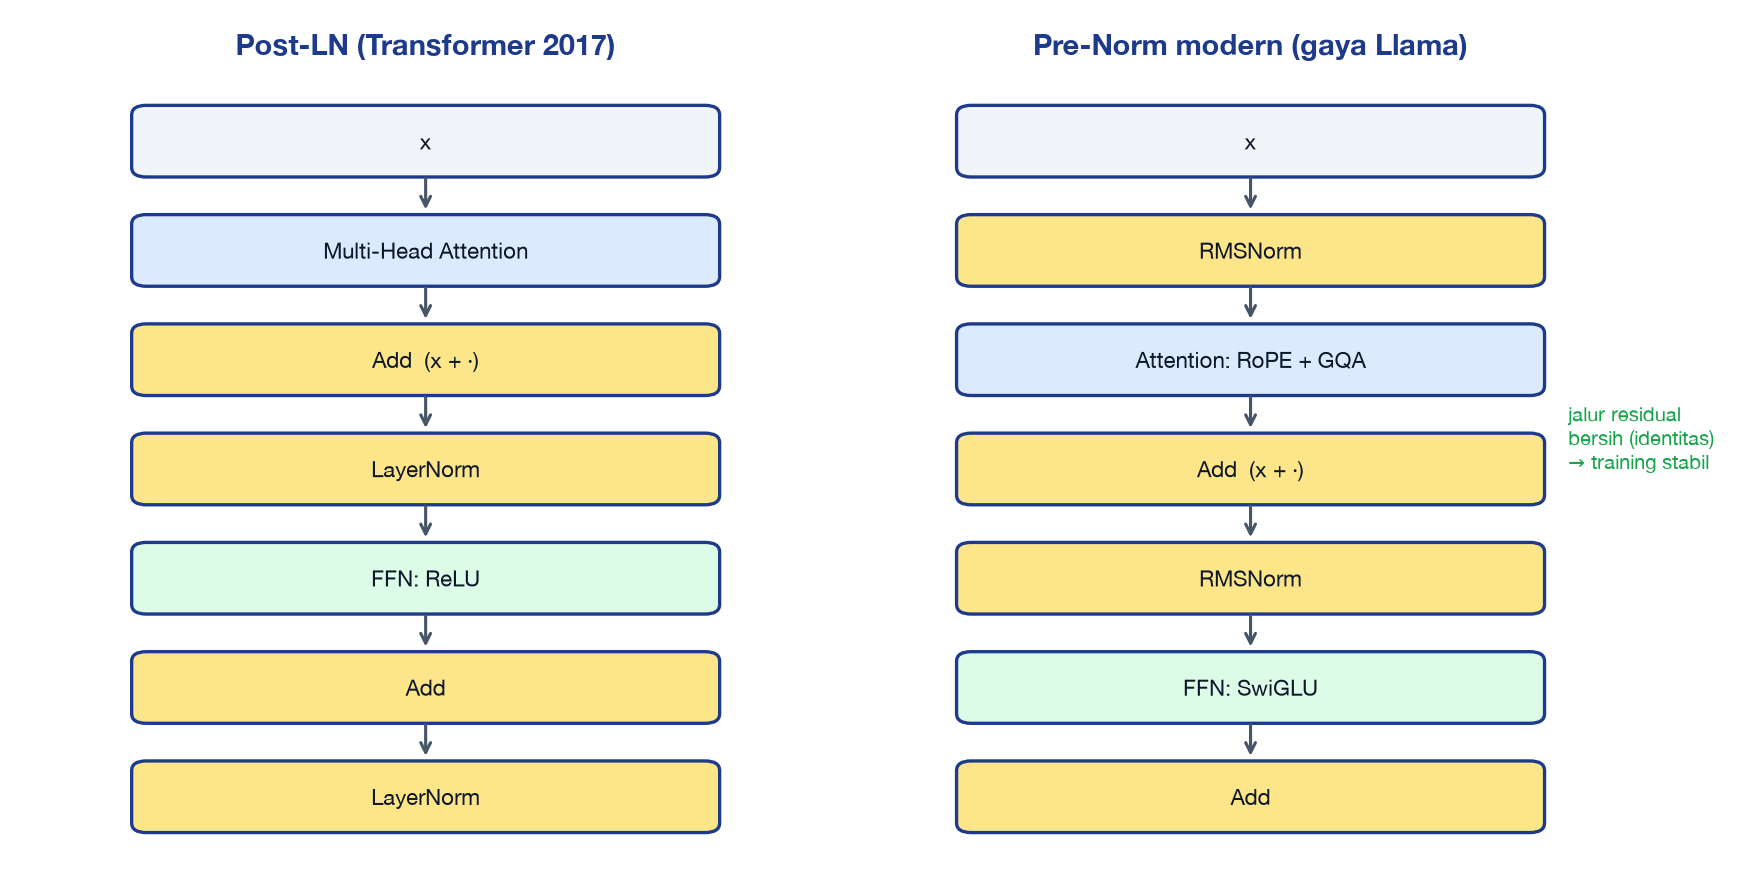 Post-LN (Transformer 2017)
x
Multi-Head Attention
Add (x + ·)
LayerNorm
FFN: ReLU
Add
LayerNorm
Pre-Norm modern (gaya Llama)
x
RMSNorm
Attention: RoPE + GQA
Add (x + ·)
RMSNorm
FFN: SwiGLU
Add
jalur residual
bersih (identitas)
→ training stabil